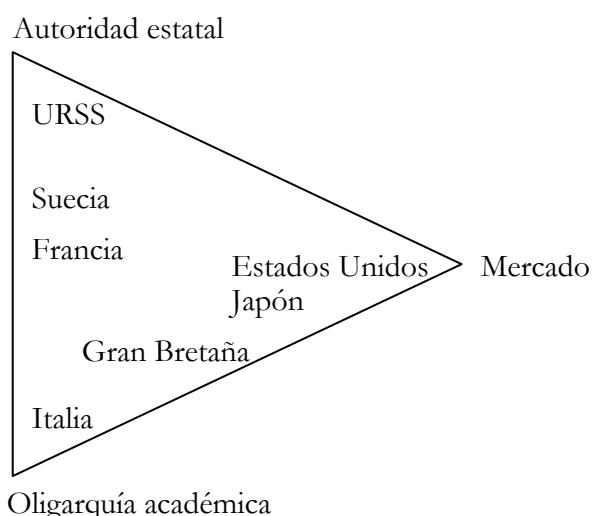 Autoridad estatal
URSS
Suecia
Francia
Estados Unidos
Mercado
Japón
Gran Bretaña
Italia
Oligarquía académica